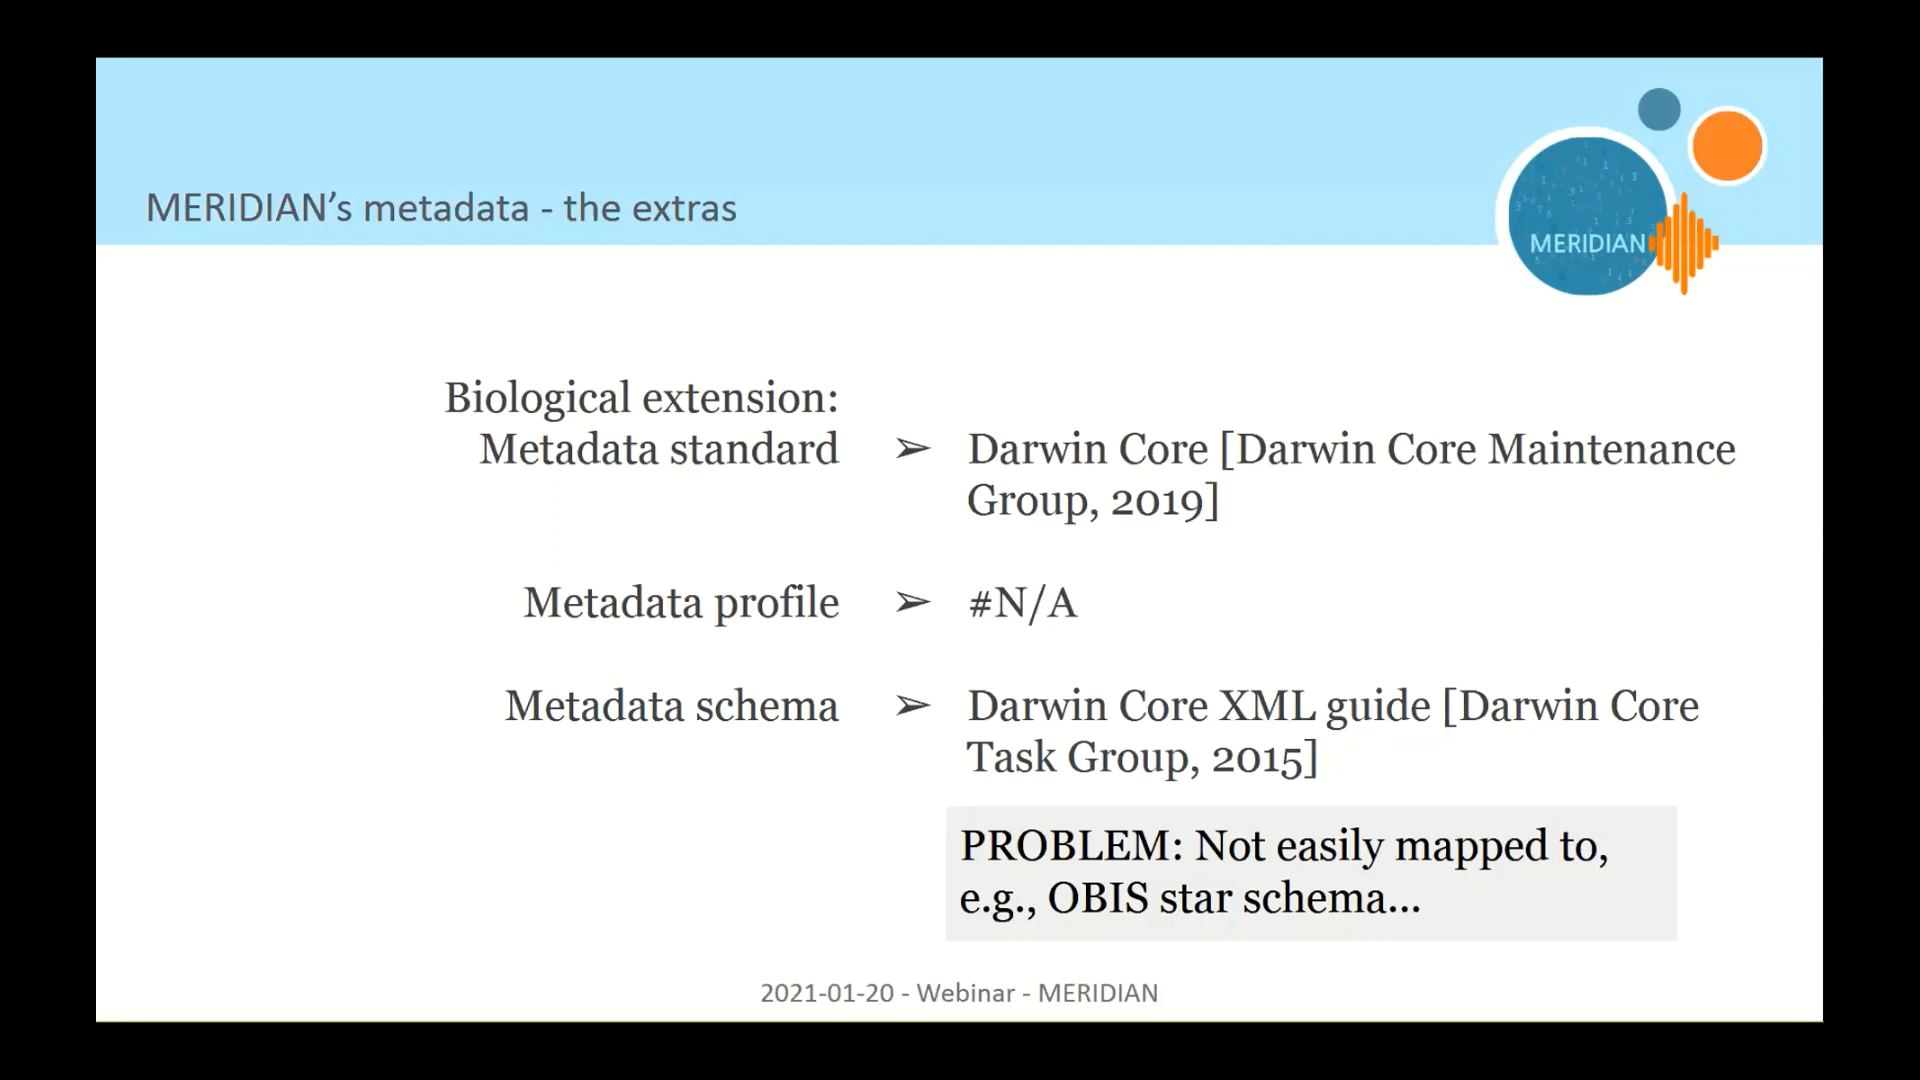 MERIDIAN’s metadata - the extras
MERIDIAN
Biological extension:
Metadata standard ➢ Darwin Core [Darwin Core Maintenance
Group, 2019]
Metadata profile ➢ #N/A
Metadata schema ➢ Darwin Core XML guide [Darwin Core
Task Group, 2015]
PROBLEM: Not easily mapped to,
e.g., OBIS star schema...
2021-01-20 - Webinar - MERIDIAN